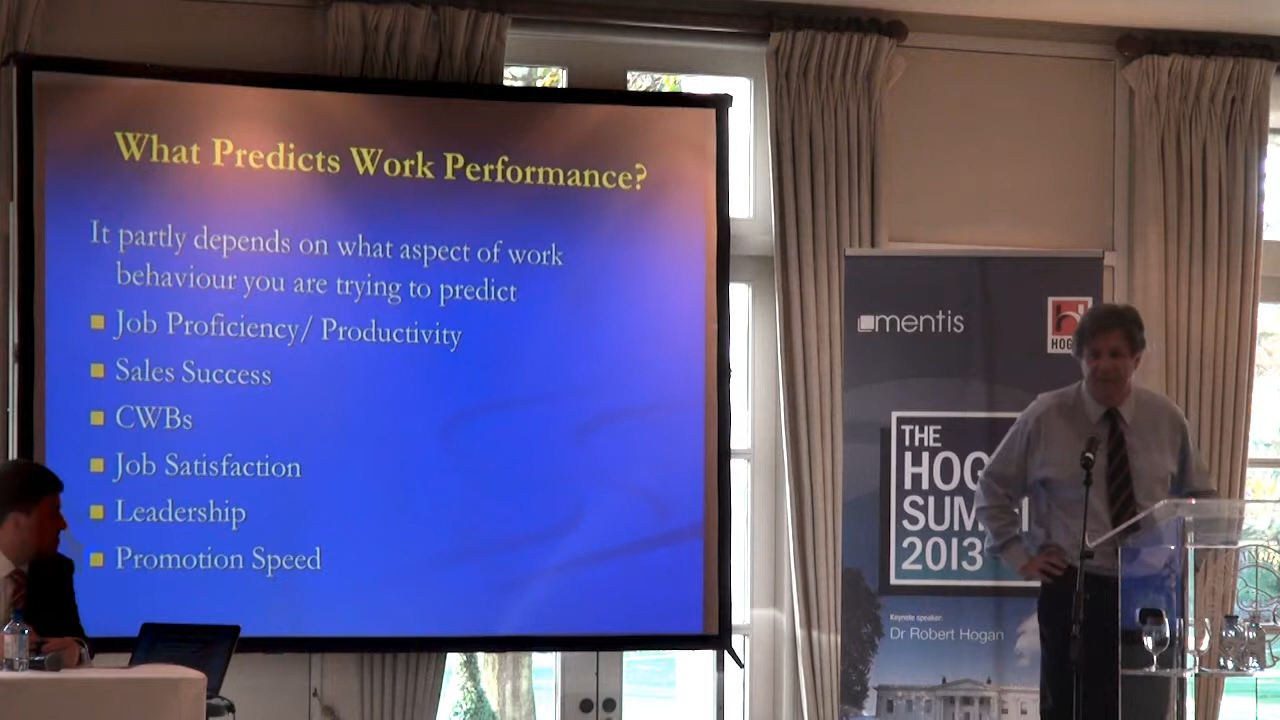 What Predicts Work Performance?
It partly depends on what aspect of work
behaviour you are trying to predict
Job Proficiency/ Productivity
Sales Success
CWBs
Job Satisfaction
Leadership
Promotion Speed
mentis
HOG
THE
HOG
SUM
2013
Keynote speaker:
Dr Robert Hogan